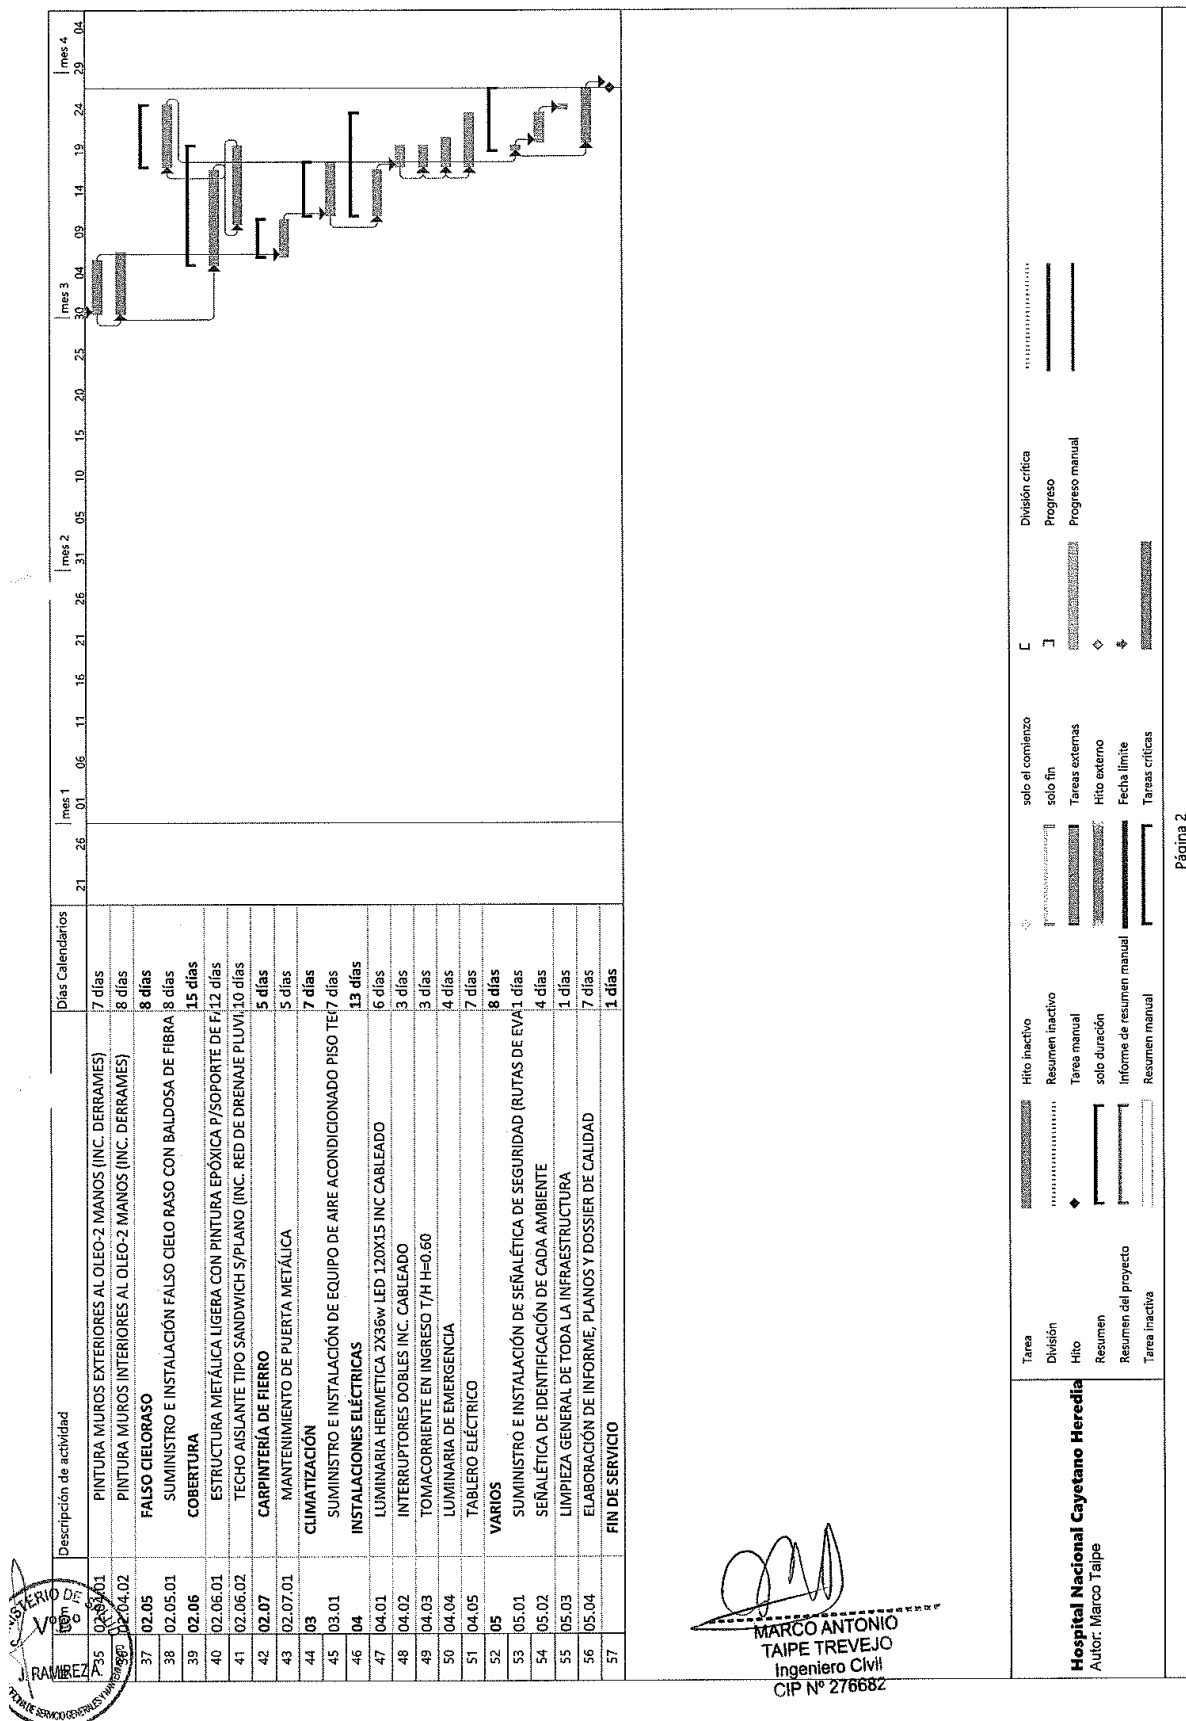 Item Descripción de actividad Días Calendarios
mes 1 mes 2 mes 3 mes 4
21 26 01 06 11 16 21 26 31 05 10 15 20 25 30 04 09 14 19 24 29 04
35 02.04.01 PINTURA MUROS EXTERIORES AL OLEO-2 MANOS (INC. DERRAMES) 7 días
36 02.04.02 PINTURA MUROS INTERIORES AL OLEO-2 MANOS (INC. DERRAMES) 8 días
37 02.05 FALSO CIELORASO 8 días
38 02.05.01 SUMINISTRO E INSTALACIÓN FALSO CIELO RASO CON BALDOSA DE FIBRA 8 días
39 02.06 COBERTURA 15 días
40 02.06.01 ESTRUCTURA METÁLICA LIGERA CON PINTURA EPÓXICA P/SOPORTE DE FA 12 días
41 02.06.02 TECHO AISLANTE TIPO SANDWICH S/PLANO (INC. RED DE DRENAJE PLUVI 10 días
42 02.07 CARPINTERÍA DE FIERRO 5 días
43 02.07.01 MANTENIMIENTO DE PUERTA METÁLICA 5 días
44 03 CLIMATIZACIÓN 7 días
45 03.01 SUMINISTRO E INSTALACIÓN DE EQUIPO DE AIRE ACONDICIONADO PISO TEC 7 días
46 04 INSTALACIONES ELÉCTRICAS 13 días
47 04.01 LUMINARIA HERMETICA 2X36w LED 120X15 INC CABLEADO 6 días
48 04.02 INTERRUPTORES DOBLES INC. CABLEADO 3 días
49 04.03 TOMACORRIENTE EN INGRESO T/H H=0.60 3 días
50 04.04 LUMINARIA DE EMERGENCIA 4 días
51 04.05 TABLERO ELÉCTRICO 7 días
52 05 VARIOS 8 días
53 05.01 SUMINISTRO E INSTALACIÓN DE SEÑALÉTICA DE SEGURIDAD (RUTAS DE EVA 1 días
54 05.02 SEÑALÉTICA DE IDENTIFICACIÓN DE CADA AMBIENTE 4 días
55 05.03 LIMPIEZA GENERAL DE TODA LA INFRAESTRUCTURA 1 días
56 05.04 ELABORACIÓN DE INFORME, PLANOS Y DOSSIER DE CALIDAD 7 días
57 FIN DE SERVICIO 1 días
MINISTERIO DE
VºBº
J. RAMIREZ A.
MARCO ANTONIO
TAIPE TREVEJO
Ingeniero Civil
CIP Nº 276682
Hospital Nacional Cayetano Heredia
Autor: Marco Taipe
Tarea
División
Hito
Resumen
Resumen del proyecto
Tarea inactiva
Hito inactivo
Resumen inactivo
Tarea manual
solo duración
Informe de resumen manual
Resumen manual
solo el comienzo
solo fin
Tareas externas
Hito externo
Fecha límite
Tareas críticas
División crítica
Progreso
Progreso manual
Página 2